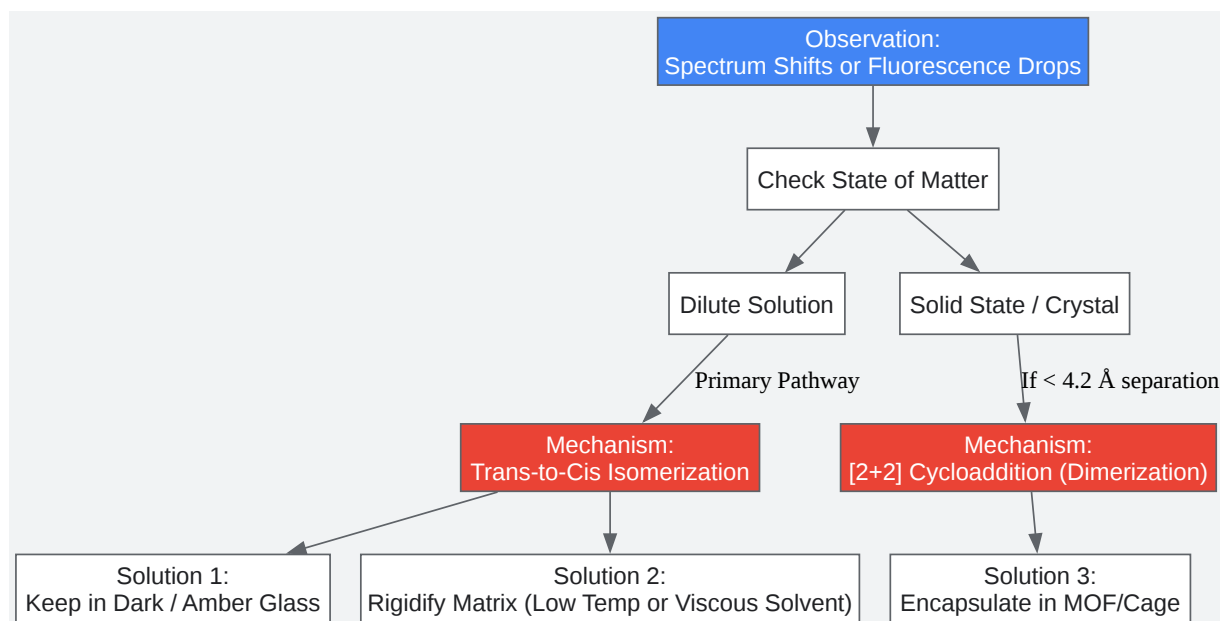 Observation:
Spectrum Shifts or Fluorescence Drops
Check State of Matter
Dilute Solution
Solid State / Crystal
Primary Pathway
If < 4.2 Å separation
Mechanism:
Trans-to-Cis Isomerization
Mechanism:
[2+2] Cycloaddition (Dimerization)
Solution 1:
Keep in Dark / Amber Glass
Solution 2:
Rigidify Matrix (Low Temp or Viscous Solvent)
Solution 3:
Encapsulate in MOF/Cage